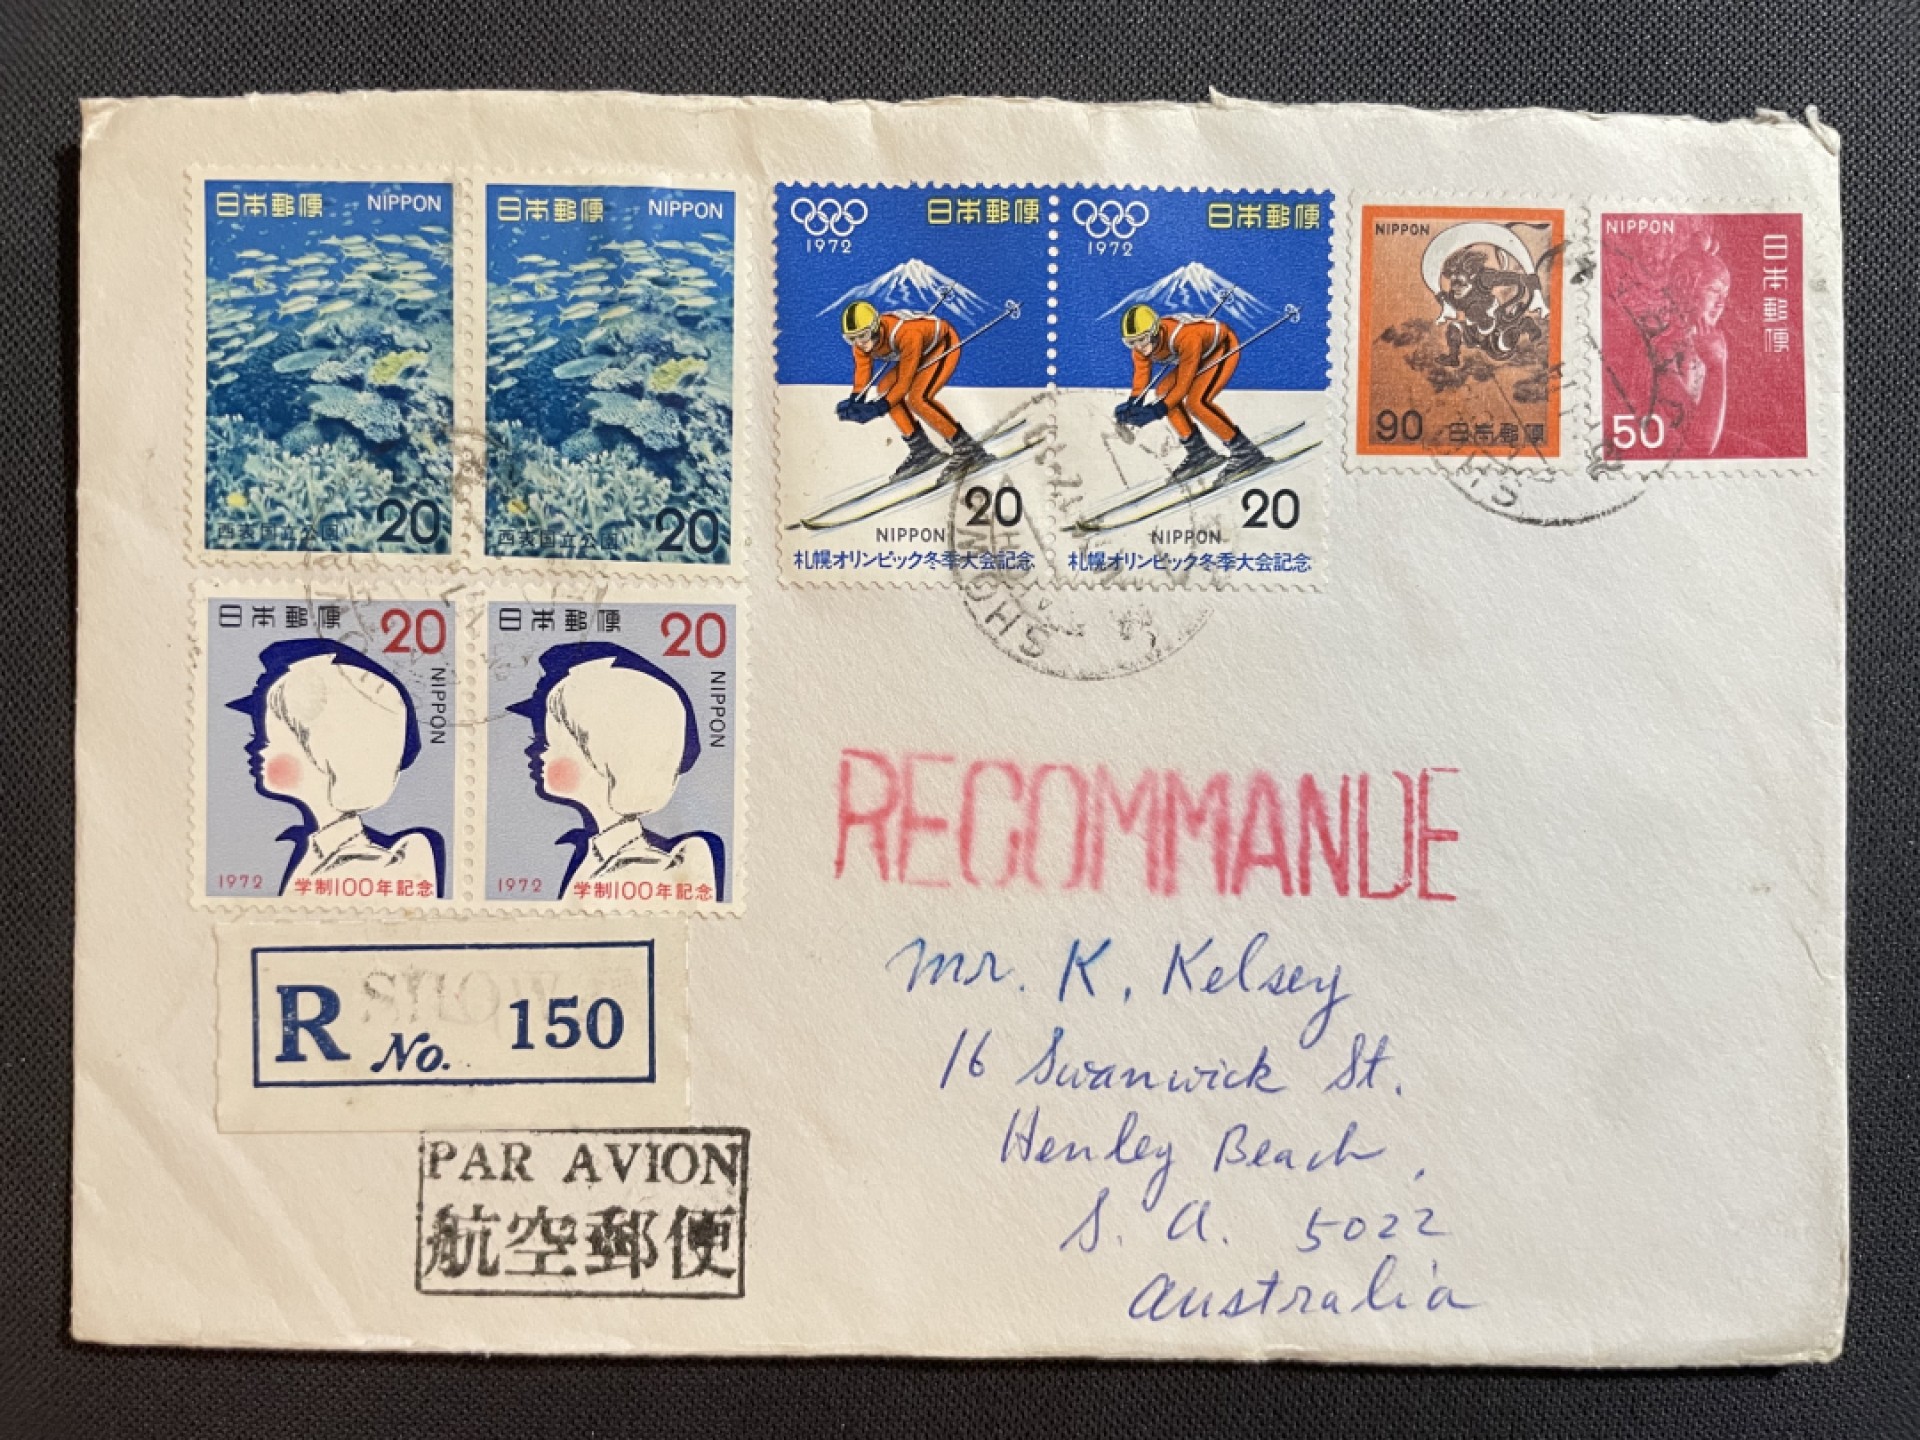 日本郵便 NIPPON
西表国立公園 20
日本郵便 NIPPON
西表国立公園 20
1972 日本郵便
20
NIPPON
札幌オリンピック冬季大会記念
1972 日本郵便
20
NIPPON
札幌オリンピック冬季大会記念
NIPPON
90 日本郵便
NIPPON
日本郵便
50
日本郵便 20
NIPPON
1972 学制100年記念
日本郵便 20
NIPPON
1972 学制100年記念
RECOMMANDE
R No. 150
PAR AVION
航空郵便
Mr. K. Kelsey
16 Swanwick St.
Henley Beach,
S. A. 5022
Australia